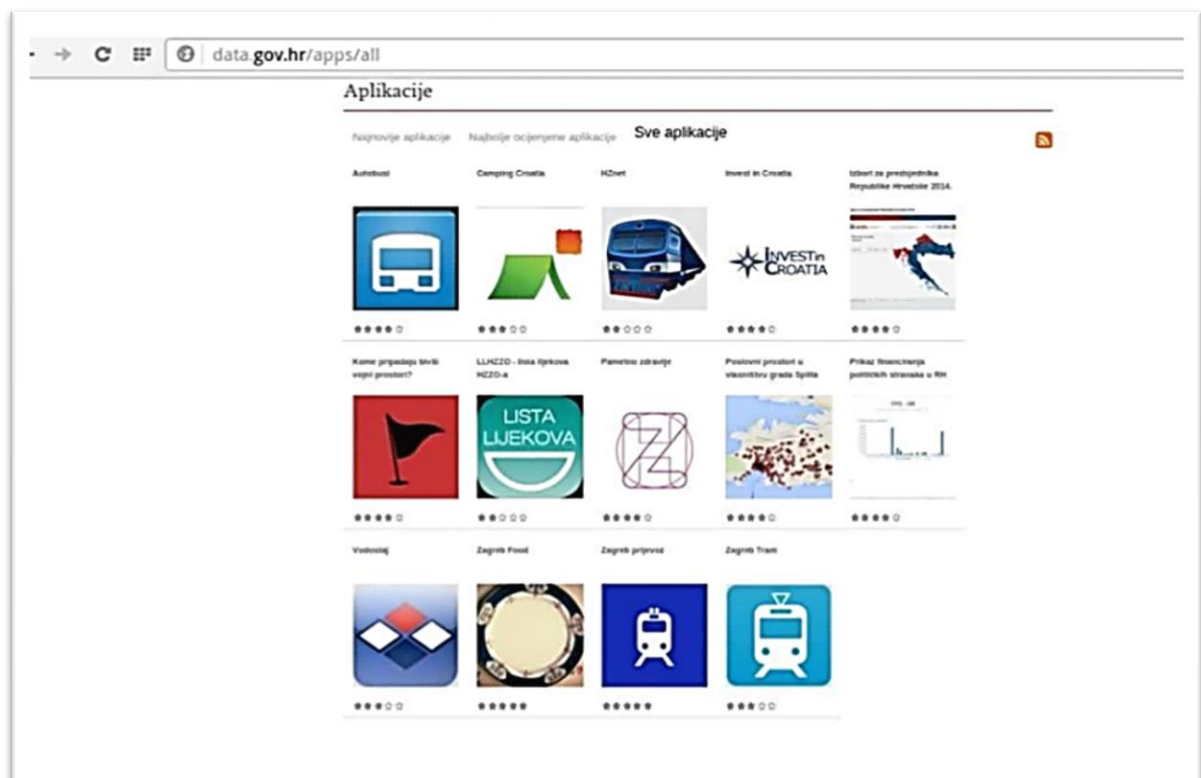 data.gov.hr/apps/all
Aplikacije
Najnovije aplikacije Najbolje ocijenjene aplikacije Sve aplikacije
Autobusi Camping Croatia HŽnet Invest in Croatia Izbori za predsjednika
Republike Hrvatske 2014.
INVEST in
CROATIA
Kome pripadaju bivši LLHZZO - lista lijekova Pametno zdravlje Poslovni prostori u Prikaz financiranja
vojni prostori? HZZO-a vlasništvu grada Splita političkih stranaka u RH
LISTA
LIJEKOVA
Vodostaj Zagreb Food Zagreb prijevoz Zagreb Tram